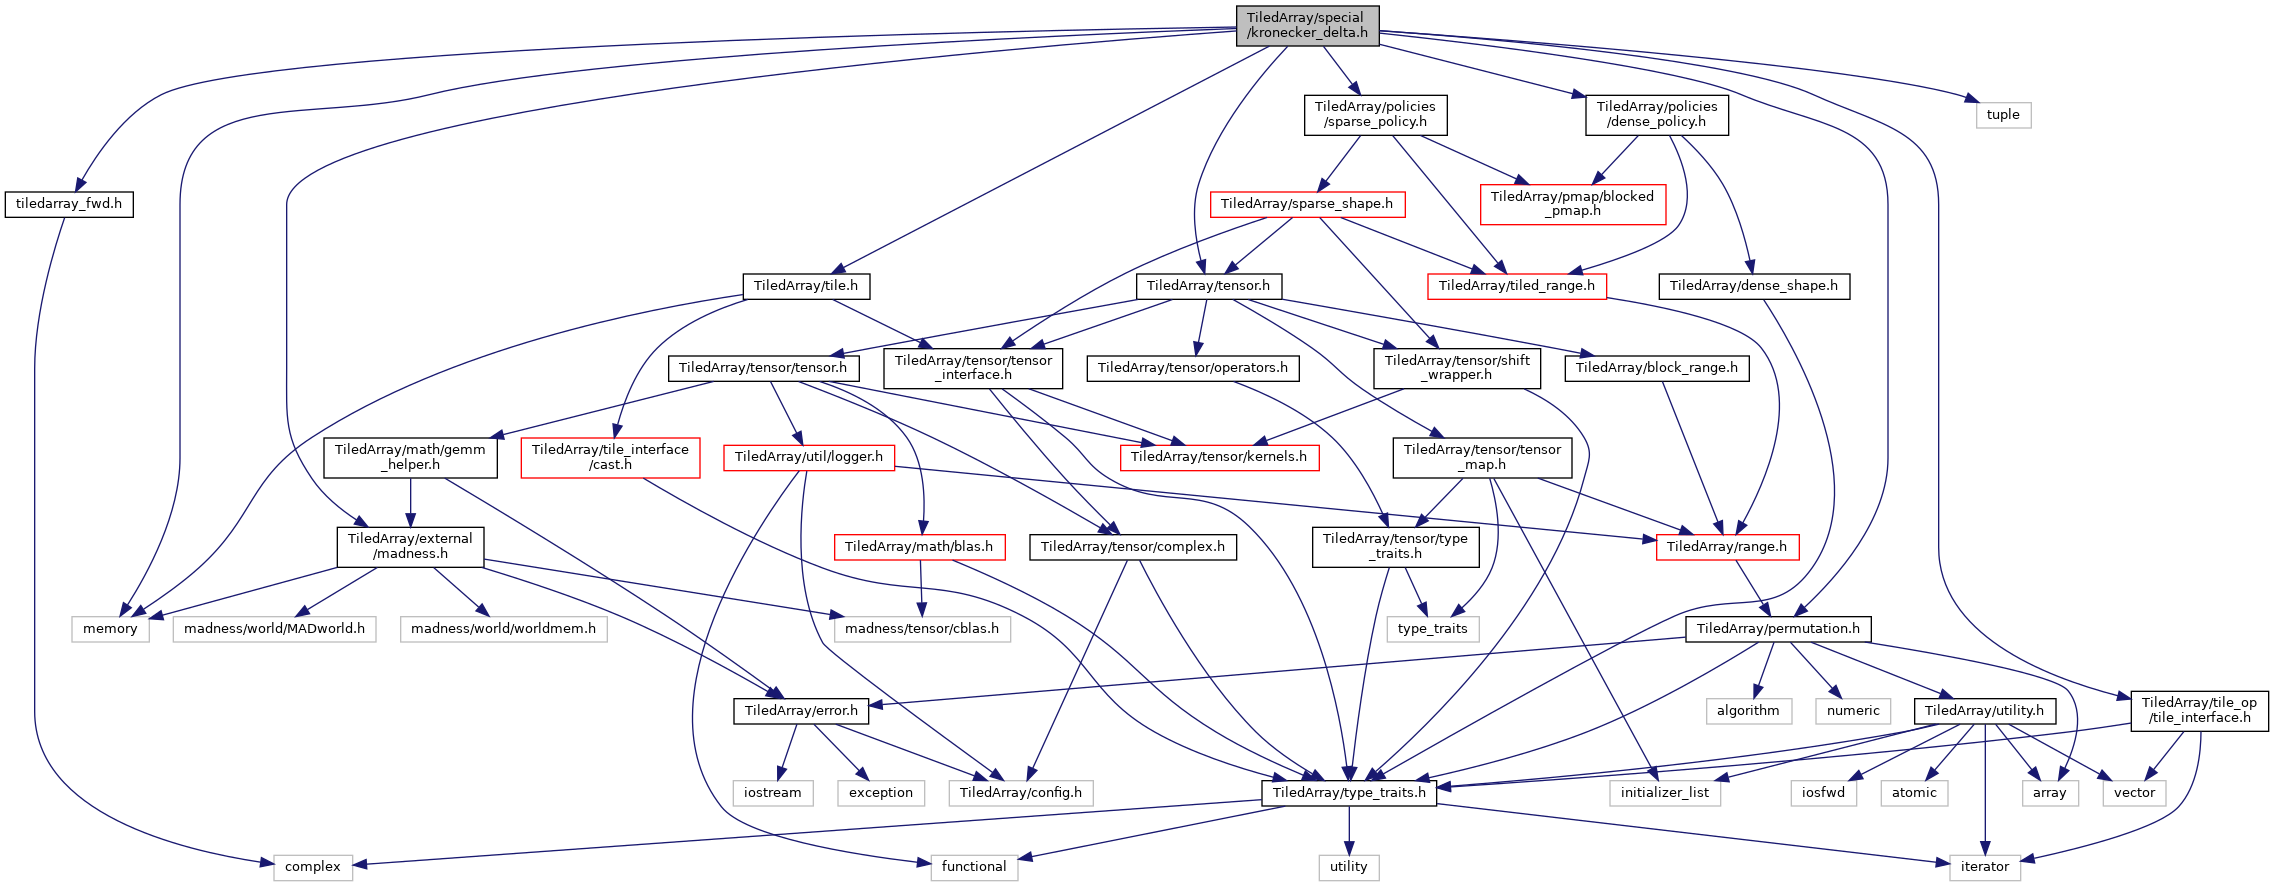 TiledArray/special
/kronecker_delta.h
TiledArray/policies
/sparse_policy.h
TiledArray/policies
/dense_policy.h
tuple
tiledarray_fwd.h
TiledArray/sparse_shape.h
TiledArray/pmap/blocked
_pmap.h
TiledArray/tile.h
TiledArray/tensor.h
TiledArray/tiled_range.h
TiledArray/dense_shape.h
TiledArray/tensor/tensor.h
TiledArray/tensor/tensor
_interface.h
TiledArray/tensor/operators.h
TiledArray/tensor/shift
_wrapper.h
TiledArray/block_range.h
TiledArray/math/gemm
_helper.h
TiledArray/tile_interface
/cast.h
TiledArray/util/logger.h
TiledArray/tensor/kernels.h
TiledArray/tensor/tensor
_map.h
TiledArray/external
/madness.h
TiledArray/math/blas.h
TiledArray/tensor/complex.h
TiledArray/tensor/type
_traits.h
TiledArray/range.h
memory
madness/world/MADworld.h
madness/world/worldmem.h
madness/tensor/cblas.h
type_traits
TiledArray/permutation.h
TiledArray/error.h
algorithm
numeric
TiledArray/utility.h
TiledArray/tile_op
/tile_interface.h
iostream
exception
TiledArray/config.h
TiledArray/type_traits.h
initializer_list
iosfwd
atomic
array
vector
complex
functional
utility
iterator